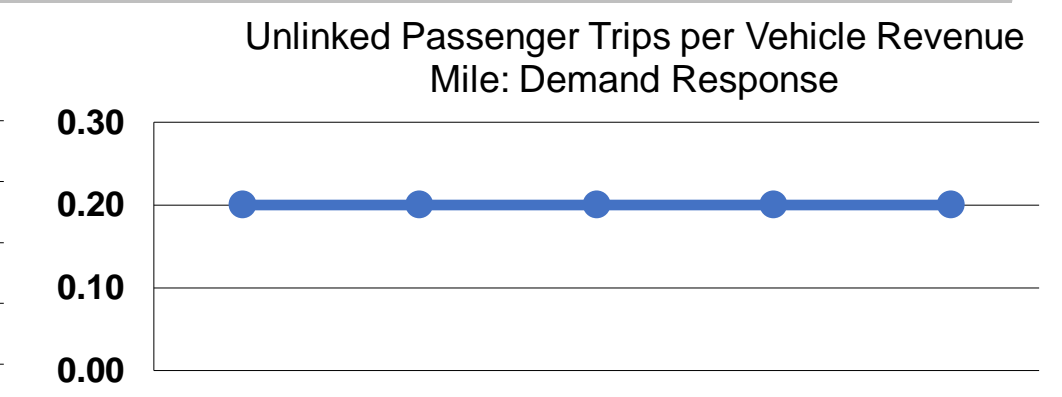 Unlinked Passenger Trips per Vehicle Revenue
Mile: Demand Response
0.30
0.20
0.10
0.00